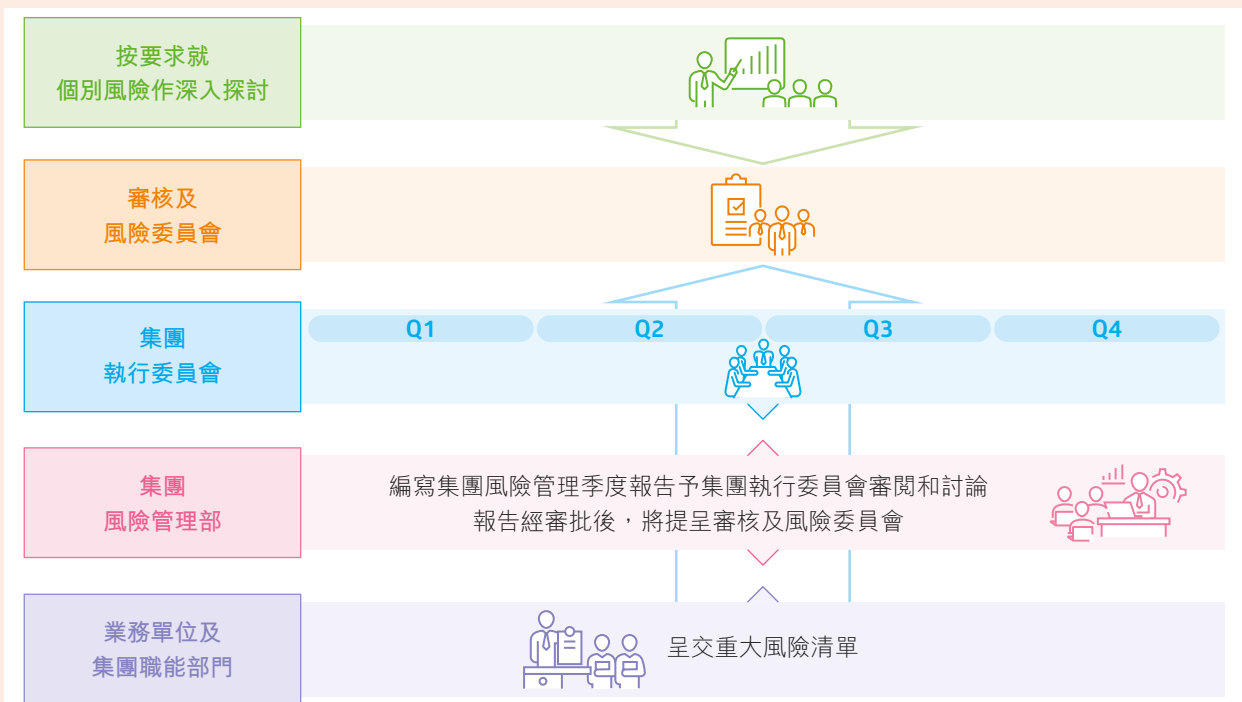 按要求就
個別風險作深入探討
審核及
風險委員會
集團
執行委員會
Q1
Q2
Q3
Q4
集團
風險管理部
編寫集團風險管理季度報告予集團執行委員會審閱和討論
報告經審批後，將提呈審核及風險委員會
業務單位及
集團職能部門
呈交重大風險清單